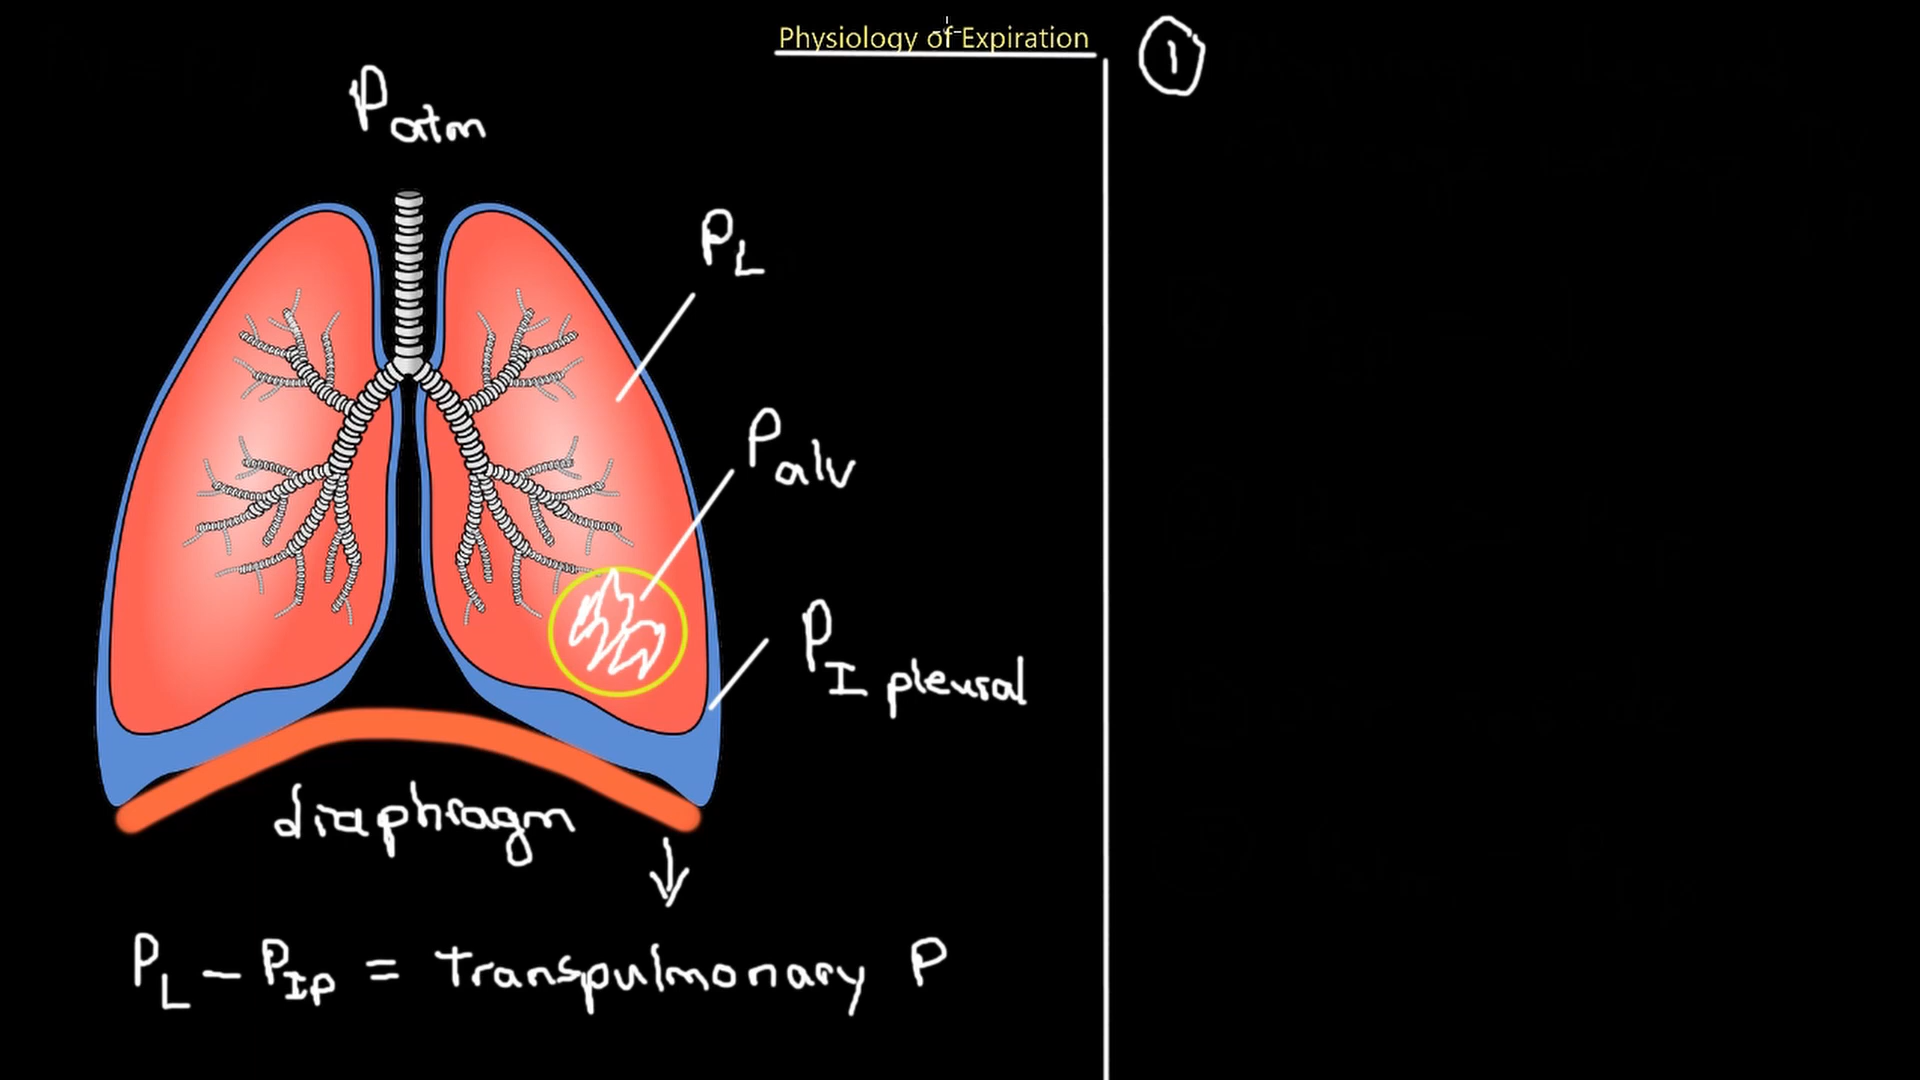 Physiology of Expiration
1
Patm
PL
Palv
PI pleural
diaphragm
PL - PIP = Transpulmonary P